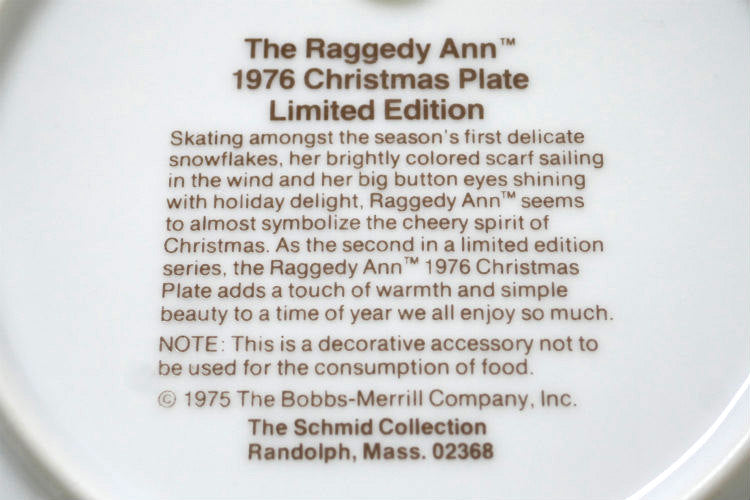 The Raggedy Ann™
1976 Christmas Plate
Limited Edition
Skating amongst the season's first delicate
snowflakes, her brightly colored scarf sailing
in the wind and her big button eyes shining
with holiday delight, Raggedy Ann™ seems
to almost symbolize the cheery spirit of
Christmas. As the second in a limited edition
series, the Raggedy Ann™ 1976 Christmas
Plate adds a touch of warmth and simple
beauty to a time of year we all enjoy so much.
NOTE: This is a decorative accessory not to
be used for the consumption of food.
© 1975 The Bobbs-Merrill Company, Inc.
The Schmid Collection
Randolph, Mass. 02368